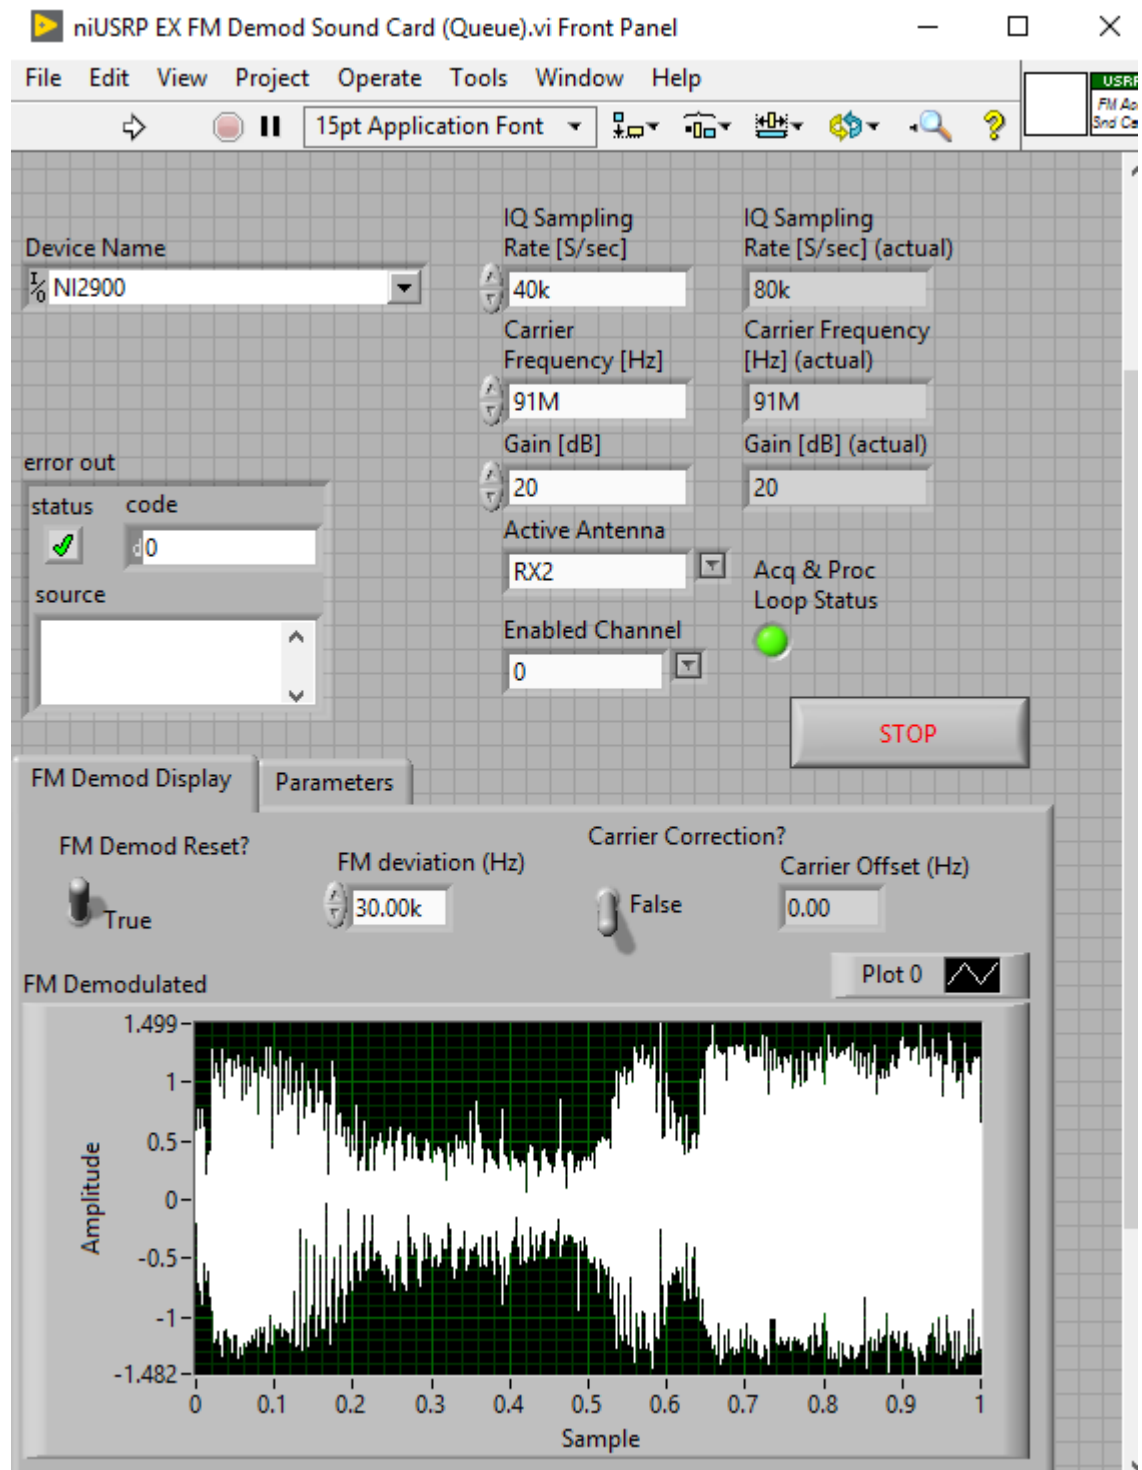 niUSRP EX FM Demod Sound Card (Queue).vi Front Panel
File Edit View Project Operate Tools Window Help
15pt Application Font
USRP
FM
Snd
Device Name
I/O NI2900
IQ Sampling
Rate [S/sec]
40k
IQ Sampling
Rate [S/sec] (actual)
80k
Carrier
Frequency [Hz]
91M
Carrier Frequency
[Hz] (actual)
91M
Gain [dB]
20
Gain [dB] (actual)
20
error out
status code
d 0
source
Active Antenna
RX2
Acq & Proc
Loop Status
Enabled Channel
0
STOP
FM Demod Display Parameters
FM Demod Reset?
True
FM deviation (Hz)
30.00k
Carrier Correction?
False
Carrier Offset (Hz)
0.00
FM Demodulated
Plot 0
Amplitude
1.499
1
0.5
0
-0.5
-1
-1.482
0 0.1 0.2 0.3 0.4 0.5 0.6 0.7 0.8 0.9 1
Sample